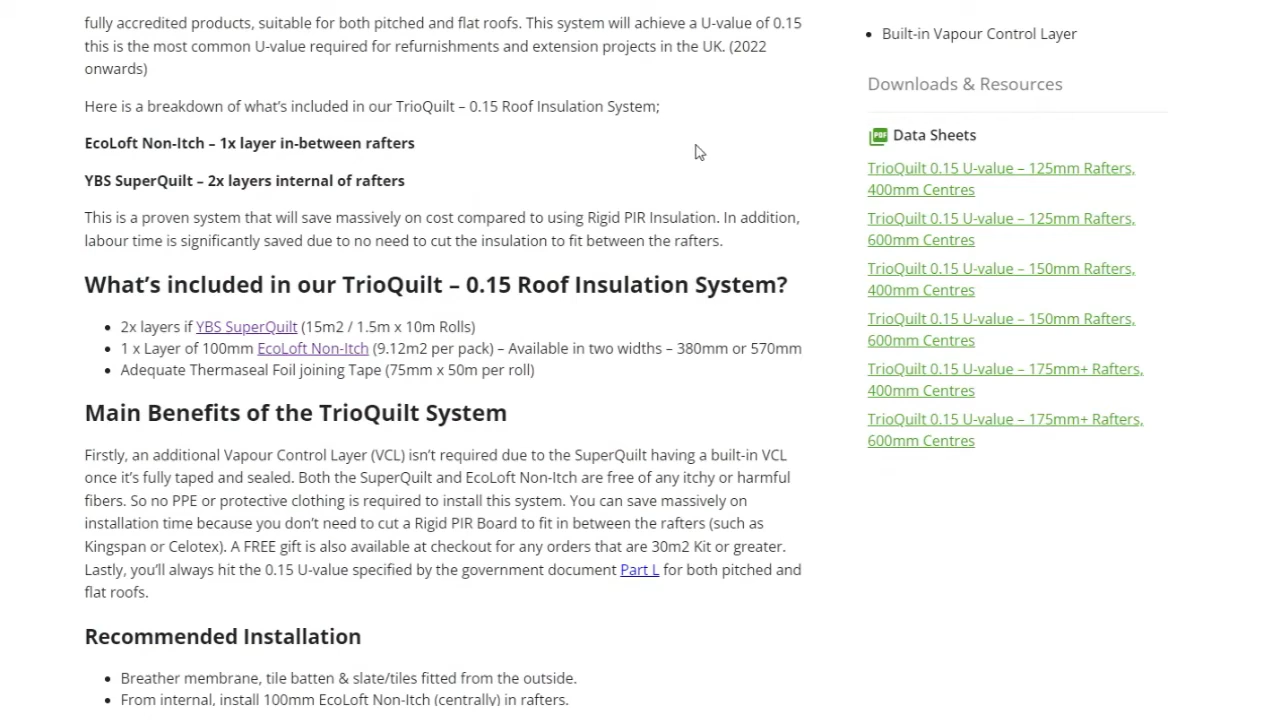 fully accredited products, suitable for both pitched and flat roofs. This system will achieve a U-value of 0.15
this is the most common U-value required for refurnishments and extension projects in the UK. (2022
onwards)
Here is a breakdown of what's included in our TrioQuilt – 0.15 Roof Insulation System;
EcoLoft Non-Itch – 1x layer in-between rafters
YBS SuperQuilt – 2x layers internal of rafters
This is a proven system that will save massively on cost compared to using Rigid PIR Insulation. In addition,
labour time is significantly saved due to no need to cut the insulation to fit between the rafters.
What's included in our TrioQuilt – 0.15 Roof Insulation System?
• 2x layers if YBS SuperQuilt (15m2 / 1.5m x 10m Rolls)
• 1 x Layer of 100mm EcoLoft Non-Itch (9.12m2 per pack) – Available in two widths – 380mm or 570mm
• Adequate Thermaseal Foil joining Tape (75mm x 50m per roll)
Main Benefits of the TrioQuilt System
Firstly, an additional Vapour Control Layer (VCL) isn't required due to the SuperQuilt having a built-in VCL
once it's fully taped and sealed. Both the SuperQuilt and EcoLoft Non-Itch are free of any itchy or harmful
fibers. So no PPE or protective clothing is required to install this system. You can save massively on
installation time because you don't need to cut a Rigid PIR Board to fit in between the rafters (such as
Kingspan or Celotex). A FREE gift is also available at checkout for any orders that are 30m2 Kit or greater.
Lastly, you'll always hit the 0.15 U-value specified by the government document Part L for both pitched and
flat roofs.
Recommended Installation
• Breather membrane, tile batten & slate/tiles fitted from the outside.
• From internal, install 100mm EcoLoft Non-Itch (centrally) in rafters.
• Built-in Vapour Control Layer
Downloads & Resources
PDF Data Sheets
TrioQuilt 0.15 U-value – 125mm Rafters,
400mm Centres
TrioQuilt 0.15 U-value – 125mm Rafters,
600mm Centres
TrioQuilt 0.15 U-value – 150mm Rafters,
400mm Centres
TrioQuilt 0.15 U-value – 150mm Rafters,
600mm Centres
TrioQuilt 0.15 U-value – 175mm+ Rafters,
400mm Centres
TrioQuilt 0.15 U-value – 175mm+ Rafters,
600mm Centres